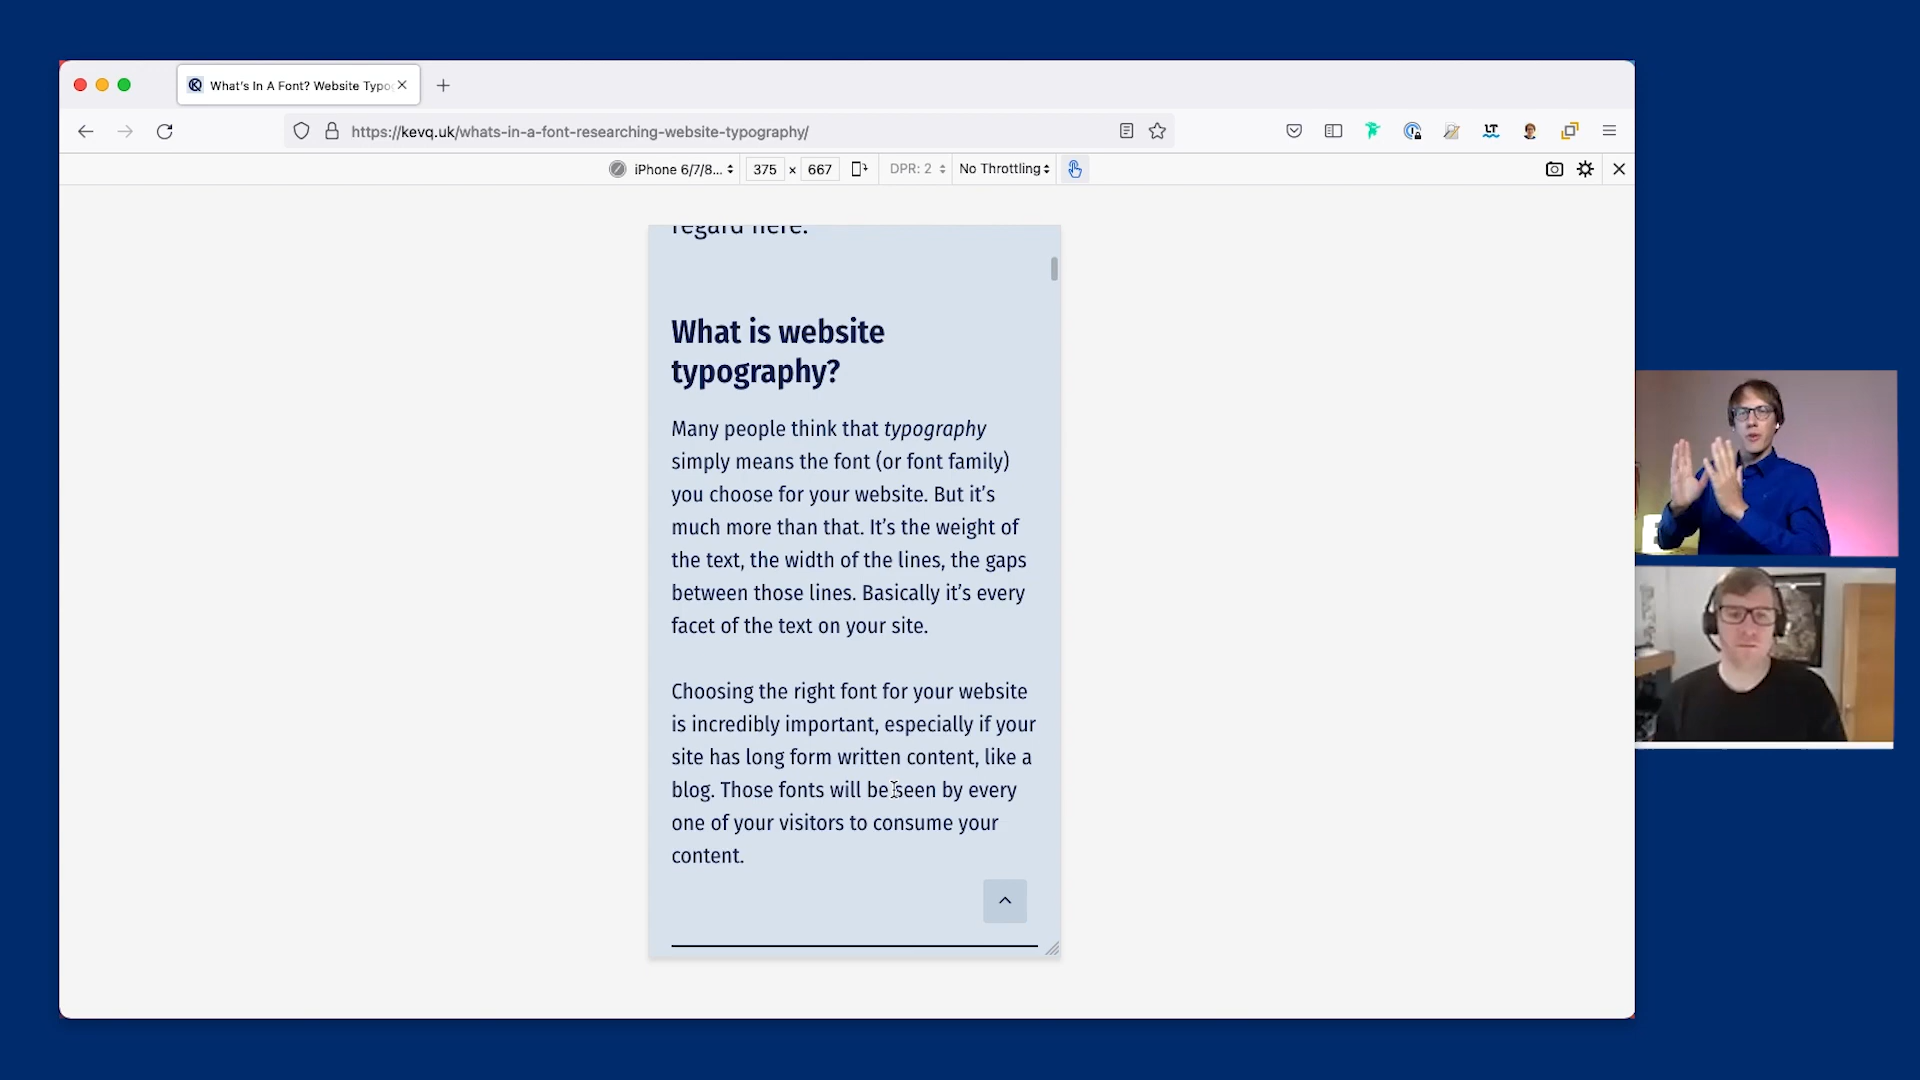 What's In A Font? Website Typo
https://kevq.uk/whats-in-a-font-researching-website-typography/
LT
iPhone 6/7/8... 375 × 667 DPR: 2 No Throttling
regard here.
What is website
typography?
Many people think that typography
simply means the font (or font family)
you choose for your website. But it’s
much more than that. It’s the weight of
the text, the width of the lines, the gaps
between those lines. Basically it’s every
facet of the text on your site.
Choosing the right font for your website
is incredibly important, especially if your
site has long form written content, like a
blog. Those fonts will be seen by every
one of your visitors to consume your
content.